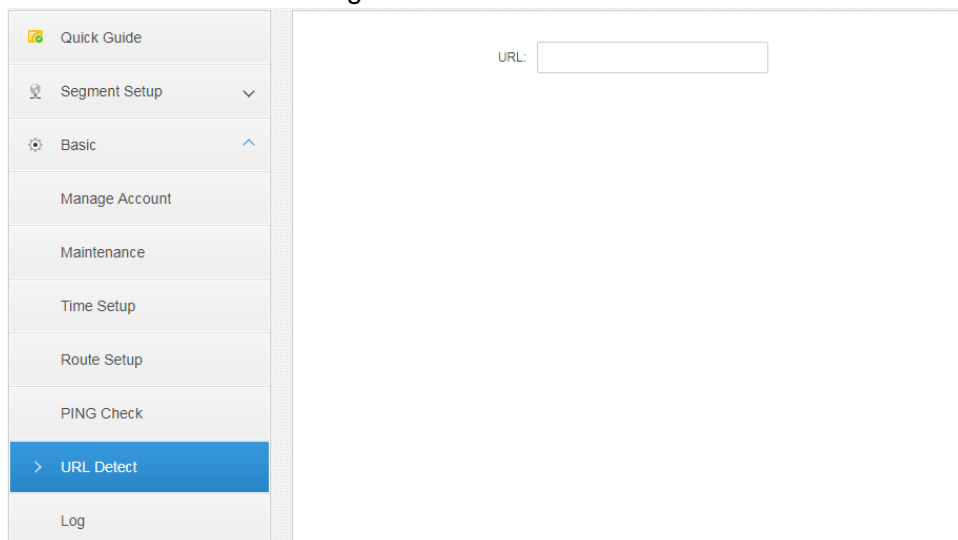 Quick Guide
URL:
Segment Setup
Basic
Manage Account
Maintenance
Time Setup
Route Setup
PING Check
URL Detect
Log